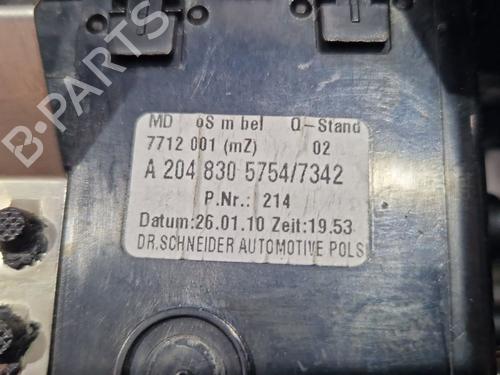 MD oS m bel Q-Stand
7712 001 (mZ) 02
A 204 830 5754/7342
P.Nr.: 214
Datum:26.01.10 Zeit:19.53
DR.SCHNEIDER AUTOMOTIVE POLS
B-PARTS